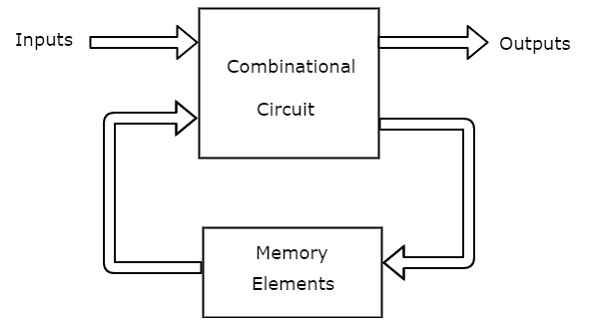 Inputs
Combinational
Circuit
Outputs
Memory
Elements